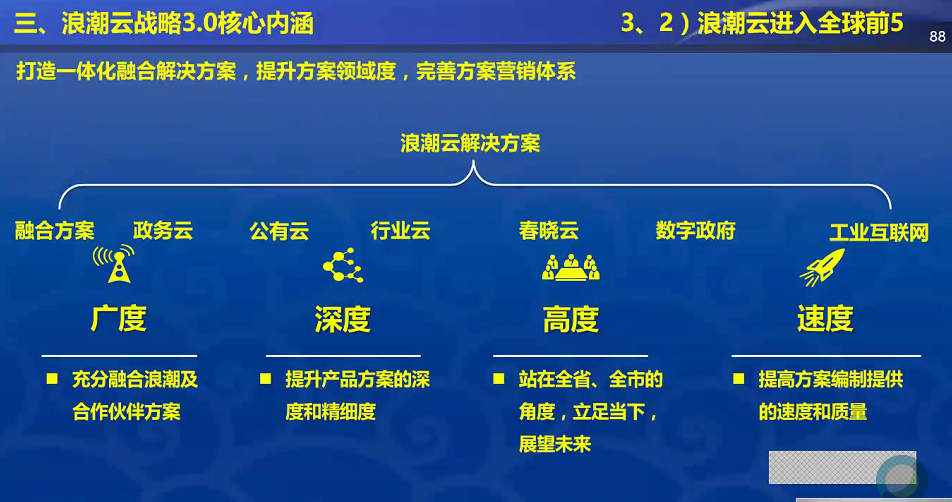 三、浪潮云战略3.0核心内涵
3、2）浪潮云进入全球前5
88
打造一体化融合解决方案，提升方案领域度，完善方案营销体系
浪潮云解决方案
融合方案
政务云
公有云
行业云
春晓云
数字政府
工业互联网
广度
深度
高度
速度
■ 充分融合浪潮及
合作伙伴方案
■ 提升产品方案的深
度和精细度
■ 站在全省、全市的
角度，立足当下，
展望未来
■ 提高方案编制提供
的速度和质量